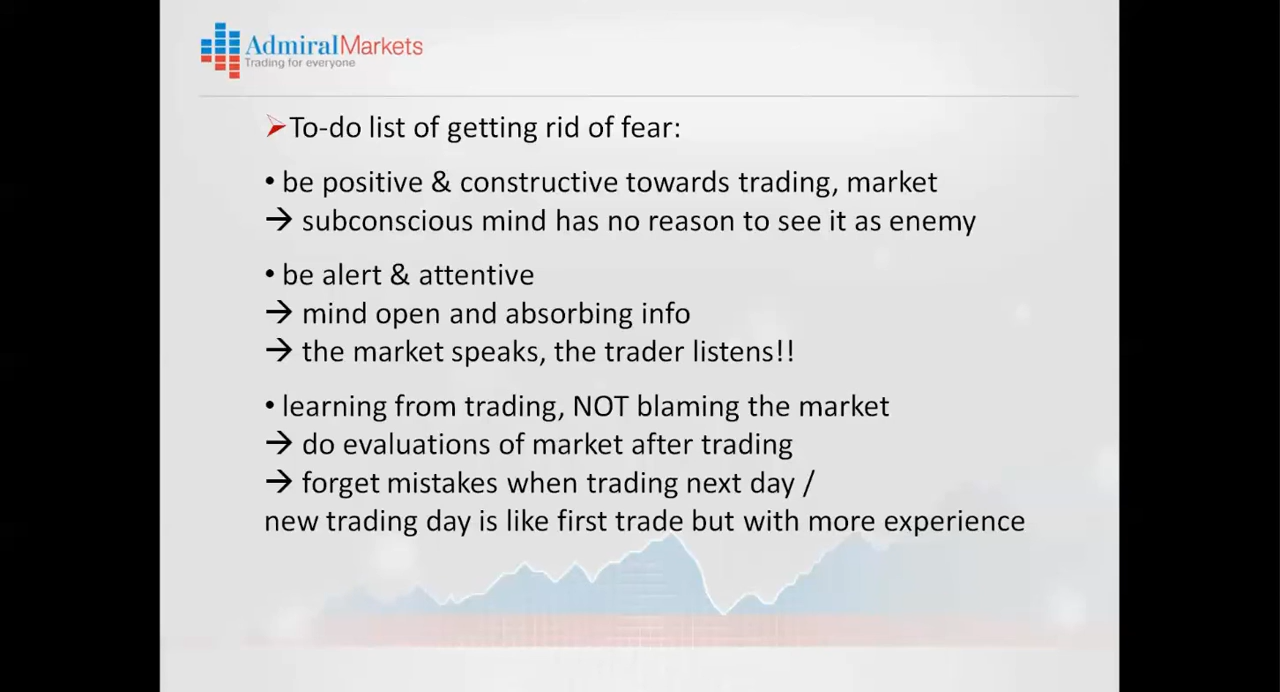 AdmiralMarkets
Trading for everyone
➢To-do list of getting rid of fear:
• be positive & constructive towards trading, market
→ subconscious mind has no reason to see it as enemy
• be alert & attentive
→ mind open and absorbing info
→ the market speaks, the trader listens!!
• learning from trading, NOT blaming the market
→ do evaluations of market after trading
→ forget mistakes when trading next day /
new trading day is like first trade but with more experience